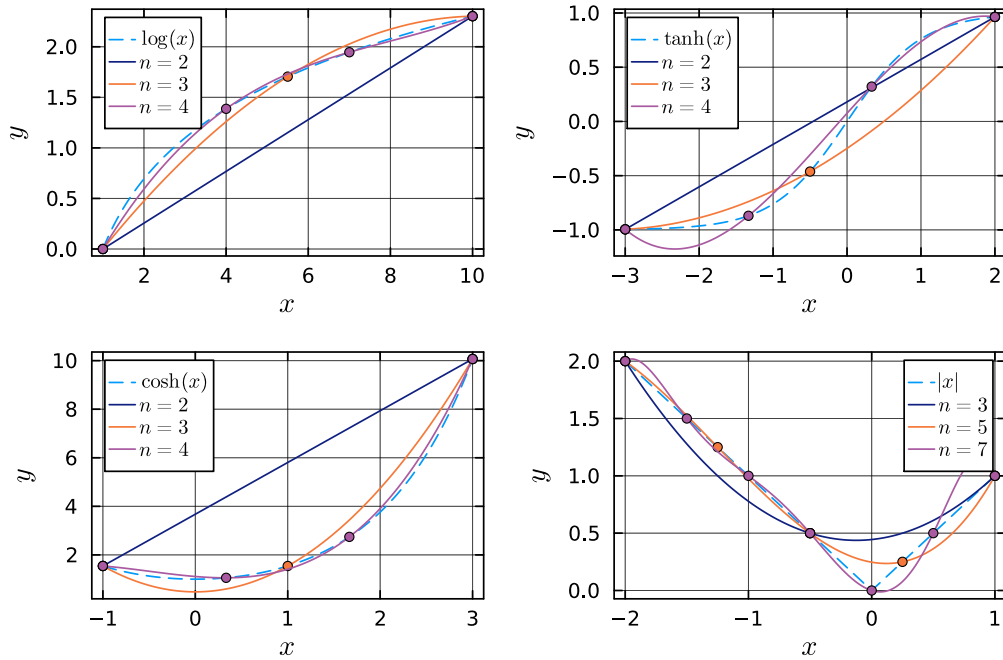 log(x)
n = 2
n = 3
n = 4
0.0
0.5
1.0
1.5
2.0
2 4 6 8 10
x
y
tanh(x)
n = 2
n = 3
n = 4
1.0
0.5
0.0
−0.5
−1.0
−3 −2 −1 0 1 2
x
y
cosh(x)
n = 2
n = 3
n = 4
10
8
6
4
2
−1 0 1 2 3
x
y
|x|
n = 3
n = 5
n = 7
2.0
1.5
1.0
0.5
0.0
−2 −1 0 1
x
y